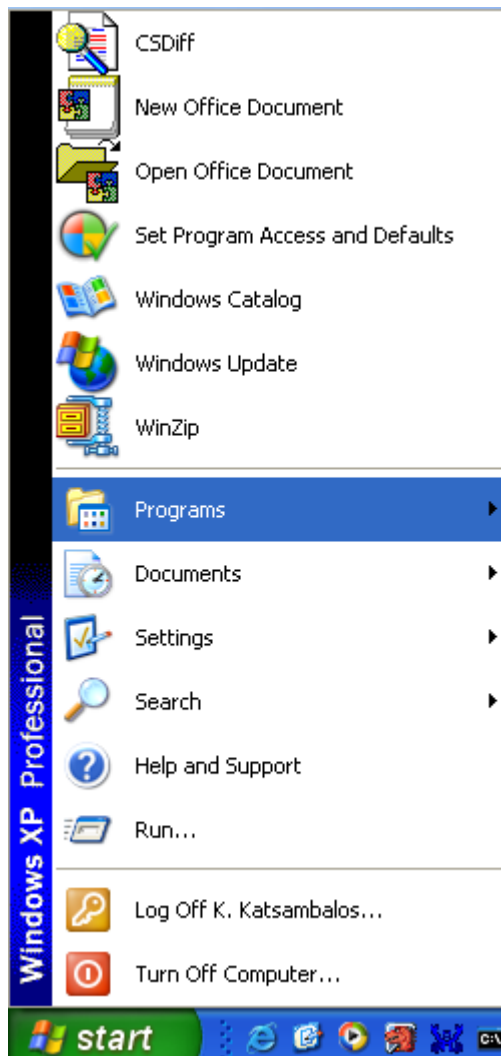 CSDiff
New Office Document
Open Office Document
Set Program Access and Defaults
Windows Catalog
Windows Update
WinZip
Programs
Documents
Settings
Search
Help and Support
Run...
Log Off K. Katsambalos...
Turn Off Computer...
Windows XP Professional
start